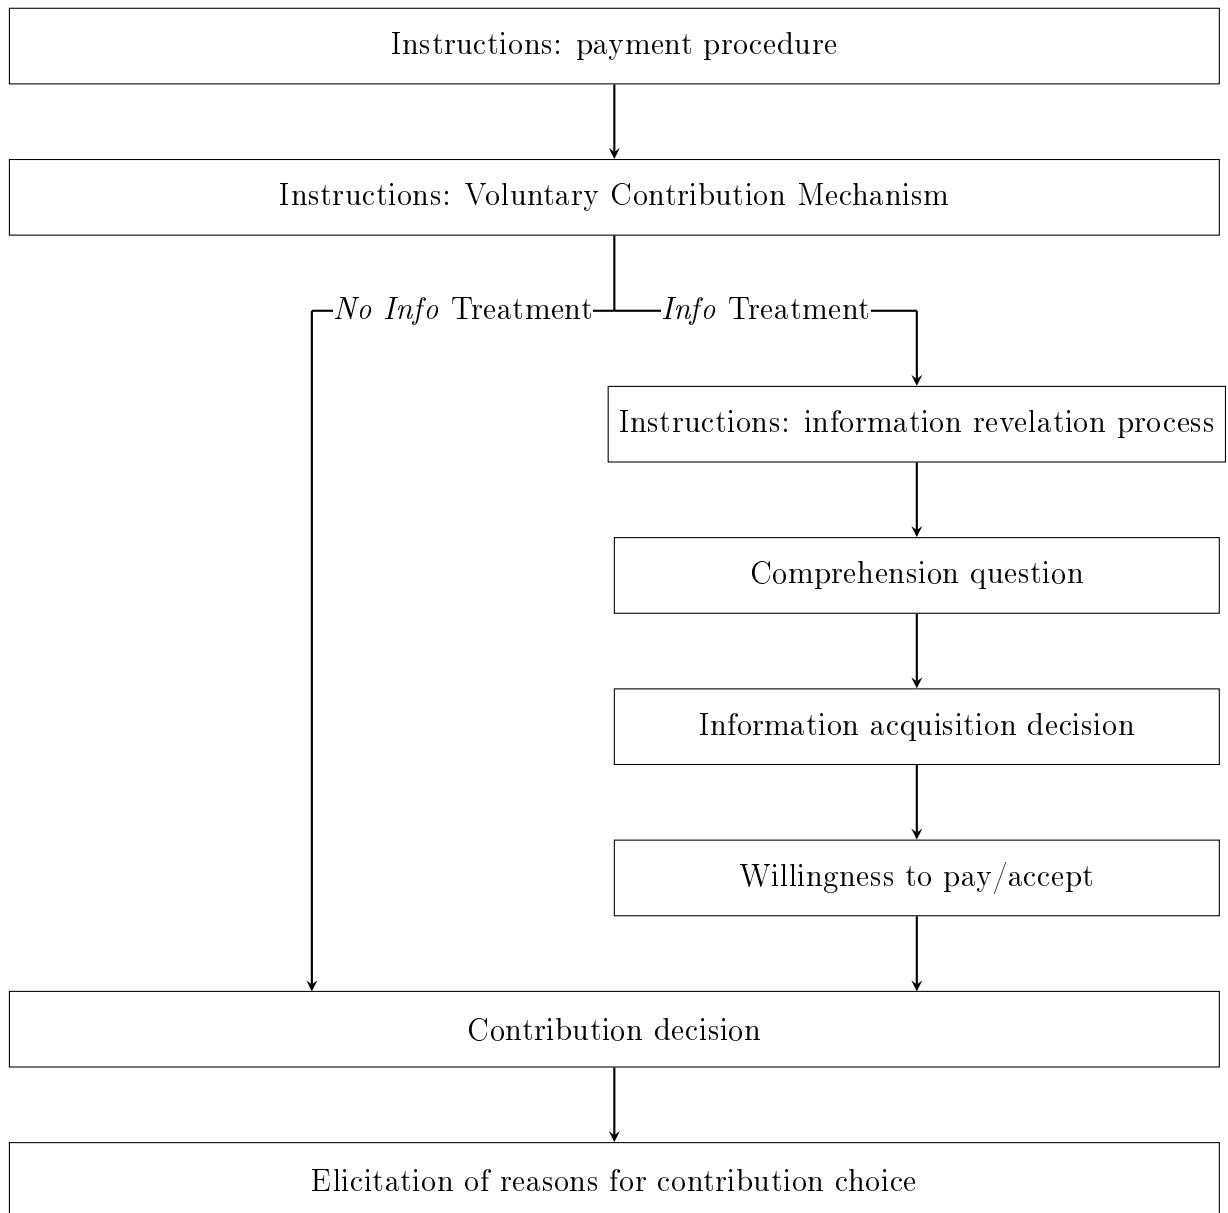 Instructions: payment procedure
Instructions: Voluntary Contribution Mechanism
No Info Treatment Info Treatment
Instructions: information revelation process
Comprehension question
Information acquisition decision
Willingness to pay/accept
Contribution decision
Elicitation of reasons for contribution choice